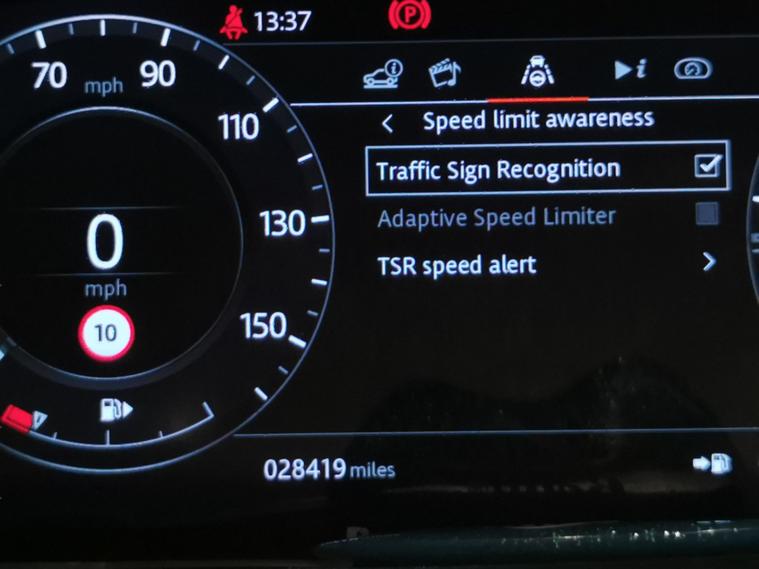 13:37
P
70 mph 90
110
130
150
0
mph
10
Speed limit awareness
Traffic Sign Recognition
Adaptive Speed Limiter
TSR speed alert
028419 miles